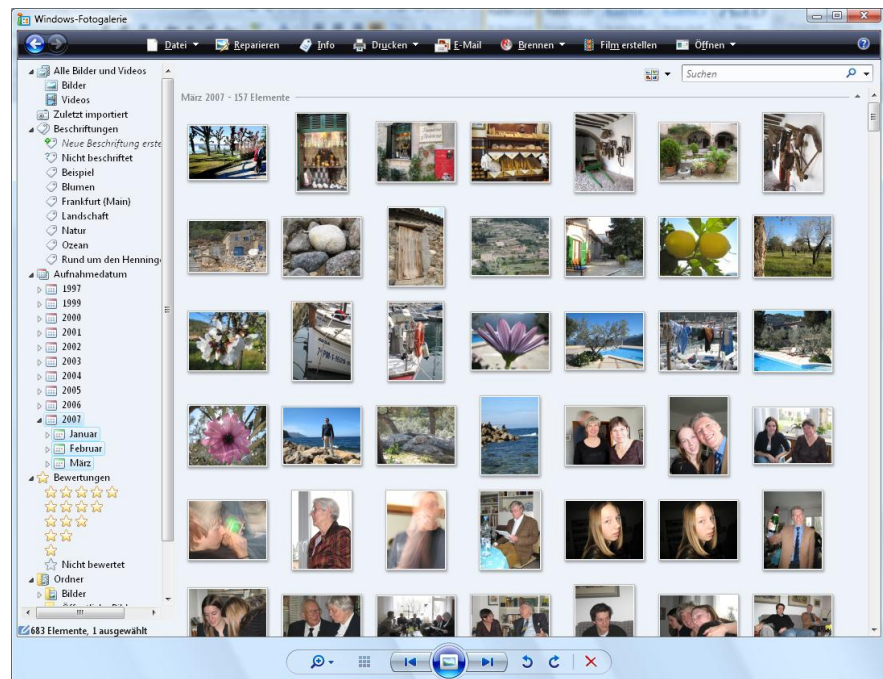 Windows-Fotogalerie
Datei Reparieren Info Drucken E-Mail Brennen Film erstellen Öffnen
Suchen
Alle Bilder und Videos
Bilder
Videos
Zuletzt importiert
Beschriftungen
Neue Beschriftung erste
Nicht beschriftet
Beispiel
Blumen
Frankfurt (Main)
Landschaft
Natur
Ozean
Rund um den Henning
Aufnahmedatum
1997
1999
2000
2001
2002
2003
2004
2005
2006
2007
Januar
Februar
März
Bewertungen
Nicht bewertet
Ordner
Bilder
683 Elemente, 1 ausgewählt
März 2007 - 157 Elemente